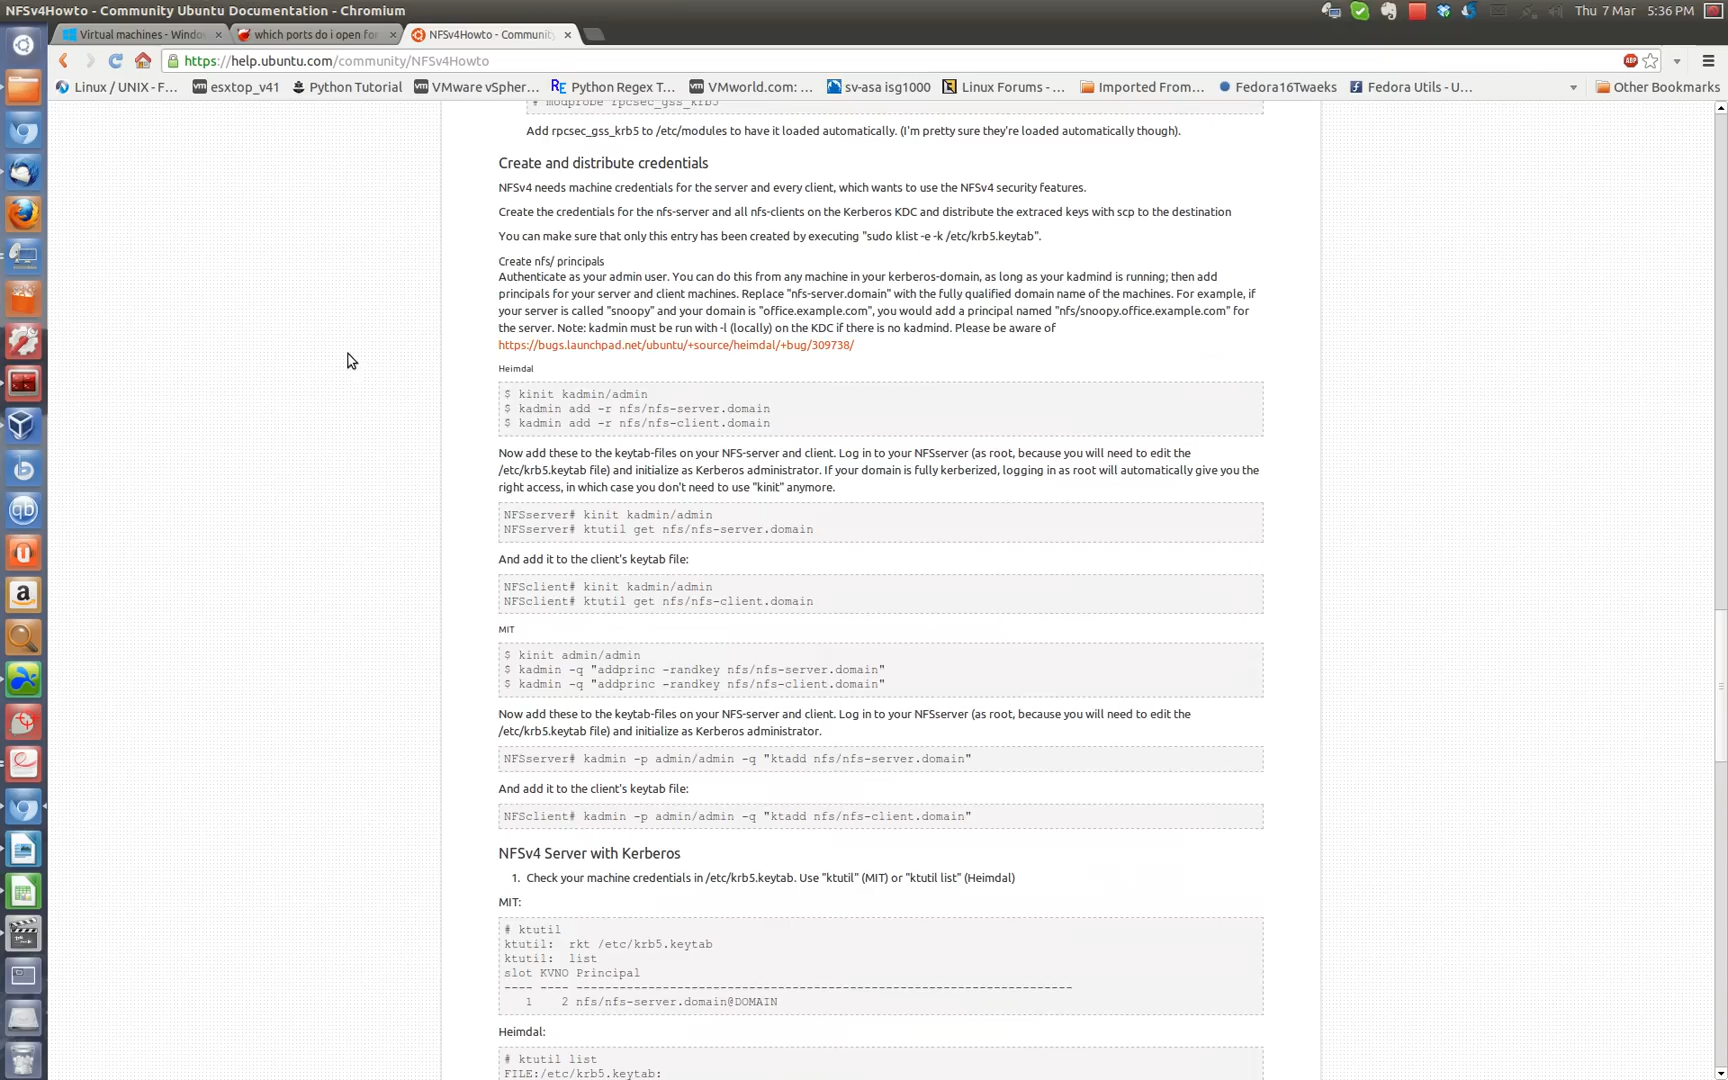 NFSv4Howto - Community Ubuntu Documentation - Chromium
Thu 7 Mar 5:36 PM
Virtual machines - Windo
which ports do i open for
NFSv4Howto - Communit
https://help.ubuntu.com/community/NFSv4Howto
ABP
Linux / UNIX - F...
vm esxtop_v41
Python Tutorial
vm VMware vSpher...
RE Python Regex T...
vm VMworld.com: ...
sv-asa isg1000
Linux Forums - ...
Imported From...
Fedora16Tweaks
Fedora Utils - U...
Other Bookmarks
# modprobe rpcsec_gss_krb5
Add rpcsec_gss_krb5 to /etc/modules to have it loaded automatically. (I'm pretty sure they're loaded automatically though).
Create and distribute credentials
NFSv4 needs machine credentials for the server and every client, which wants to use the NFSv4 security features.
Create the credentials for the nfs-server and all nfs-clients on the Kerberos KDC and distribute the extraced keys with scp to the destination
You can make sure that only this entry has been created by executing "sudo klist -e -k /etc/krb5.keytab".
Create nfs/ principals
Authenticate as your admin user. You can do this from any machine in your kerberos-domain, as long as your kadmind is running; then add
principals for your server and client machines. Replace "nfs-server.domain" with the fully qualified domain name of the machines. For example, if
your server is called "snoopy" and your domain is "office.example.com", you would add a principal named "nfs/snoopy.office.example.com" for
the server. Note: kadmin must be run with -l (locally) on the KDC if there is no kadmind. Please be aware of
https://bugs.launchpad.net/ubuntu/+source/heimdal/+bug/309738/
Heimdal
$ kinit kadmin/admin
$ kadmin add -r nfs/nfs-server.domain
$ kadmin add -r nfs/nfs-client.domain
Now add these to the keytab-files on your NFS-server and client. Log in to your NFSserver (as root, because you will need to edit the
/etc/krb5.keytab file) and initialize as Kerberos administrator. If your domain is fully kerberized, logging in as root will automatically give you the
right access, in which case you don't need to use "kinit" anymore.
NFSserver# kinit kadmin/admin
NFSserver# ktutil get nfs/nfs-server.domain
And add it to the client's keytab file:
NFSclient# kinit kadmin/admin
NFSclient# ktutil get nfs/nfs-client.domain
MIT
$ kinit admin/admin
$ kadmin -q "addprinc -randkey nfs/nfs-server.domain"
$ kadmin -q "addprinc -randkey nfs/nfs-client.domain"
Now add these to the keytab-files on your NFS-server and client. Log in to your NFSserver (as root, because you will need to edit the
/etc/krb5.keytab file) and initialize as Kerberos administrator.
NFSserver# kadmin -p admin/admin -q "ktadd nfs/nfs-server.domain"
And add it to the client's keytab file:
NFSclient# kadmin -p admin/admin -q "ktadd nfs/nfs-client.domain"
NFSv4 Server with Kerberos
1. Check your machine credentials in /etc/krb5.keytab. Use "ktutil" (MIT) or "ktutil list" (Heimdal)
MIT:
# ktutil
ktutil:  rkt /etc/krb5.keytab
ktutil:  list
slot KVNO Principal
---- ---- ---------------------------------------------------------------------
1    2 nfs/nfs-server.domain@DOMAIN
Heimdal:
# ktutil list
FILE:/etc/krb5.keytab: